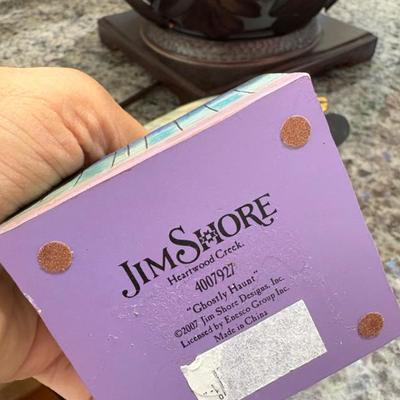 JIM SHORE
Heartwood Creek.
4007927
"Ghostly Haunt"
©2007 Jim Shore Designs, Inc.
Licensed by Enesco Group Inc.
Made in China